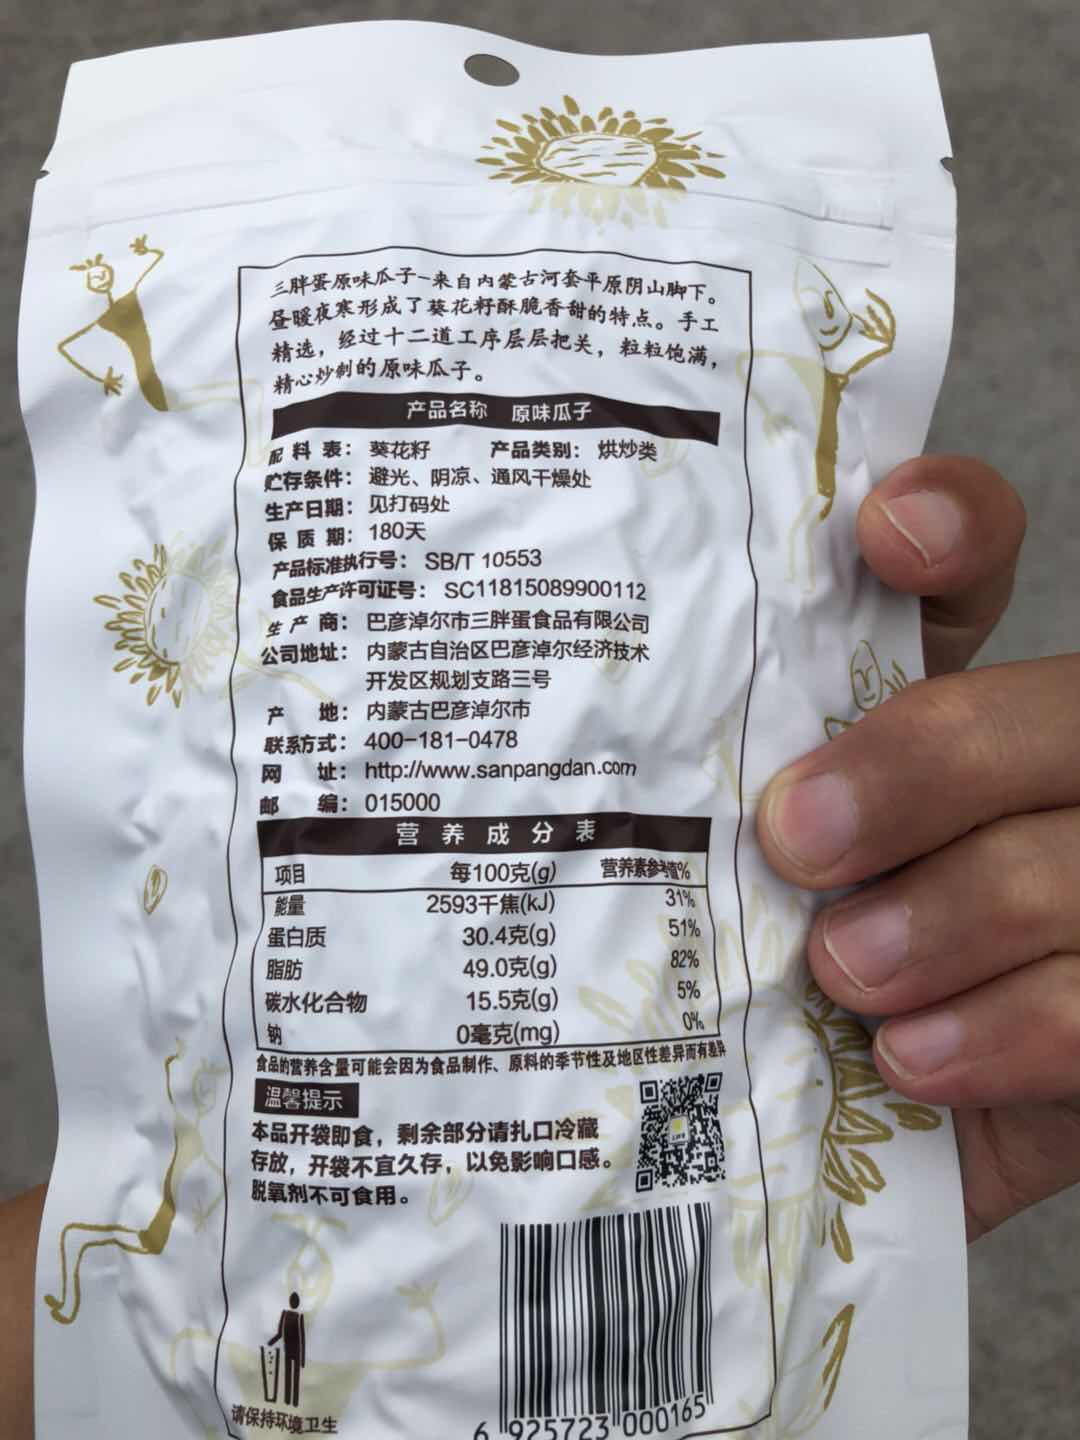 三胖蛋原味瓜子-来自内蒙古河套平原阴山脚下。
昼暖夜寒形成了葵花籽酥脆香甜的特点。手工
精选，经过十二道工序层层把关，粒粒饱满，
精心炒制的原味瓜子。
产品名称 原味瓜子
配料表：葵花籽 产品类别：烘炒类
贮存条件：避光、阴凉、通风干燥处
生产日期：见打码处
保质期：180天
产品标准执行号：SB/T 10553
食品生产许可证号：SC11815089900112
生产商：巴彦淖尔市三胖蛋食品有限公司
公司地址：内蒙古自治区巴彦淖尔经济技术
开发区规划支路三号
产地：内蒙古巴彦淖尔市
联系方式：400-181-0478
网址：http://www.sanpangdan.com
邮编：015000
营养成分表
项目 每100克(g) 营养素参考值%
能量 2593千焦(kJ) 31%
蛋白质 30.4克(g) 51%
脂肪 49.0克(g) 82%
碳水化合物 15.5克(g) 5%
钠 0毫克(mg) 0%
食品的营养含量可能会因为食品制作、原料的季节性及地区性差异而有差异
温馨提示
本品开袋即食，剩余部分请扎口冷藏
存放，开袋不宜久存，以免影响口感。
脱氧剂不可食用。
请保持环境卫生
6 925723 000165